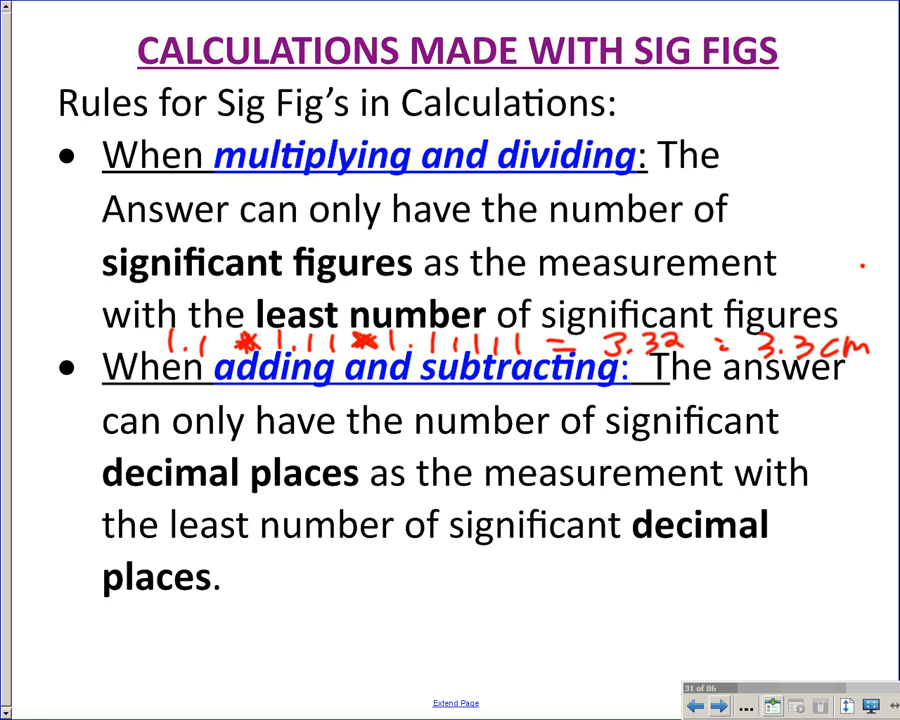 CALCULATIONS MADE WITH SIG FIGS
Rules for Sig Fig's in Calculations:
• When multiplying and dividing: The
Answer can only have the number of
significant figures as the measurement
with the least number of significant figures
1.1 * 1.11 * 1.11111 = 3.32 = 3.3cm
• When adding and subtracting: The answer
can only have the number of significant
decimal places as the measurement with
the least number of significant decimal
places.
Extend Page
31 of 86